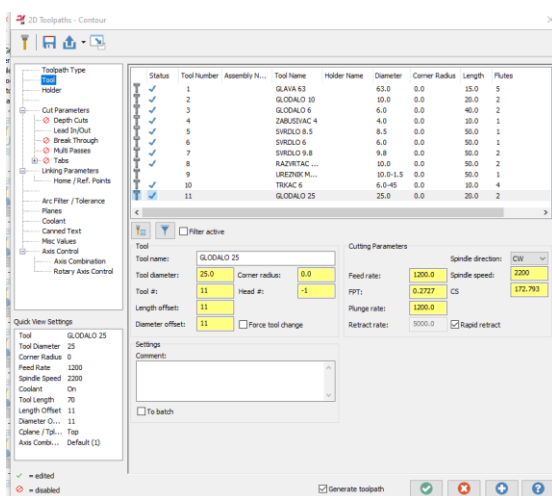 2D Toolpaths - Contour
Toolpath Type
Tool
Holder
Cut Parameters
Depth Cuts
Lead In/Out
Break Through
Multi Passes
Tabs
Linking Parameters
Home / Ref. Points
Arc Filter / Tolerance
Planes
Coolant
Canned Text
Misc Values
Axis Control
Axis Combination
Rotary Axis Control
Status Tool Number Assembly N... Tool Name Holder Name Diameter Corner Radius Length Flutes
1 GLAVA 63 63.0 0.0 15.0 5
2 GLODALO 10 10.0 0.0 20.0 2
3 GLODALO 6 6.0 0.0 40.0 2
4 ZABUSIVAC 4 4.0 0.0 10.0 1
5 SVRDLO 8.5 8.5 0.0 50.0 1
6 SVRDLO 6 6.0 0.0 50.0 1
7 SVRDLO 9.8 9.8 0.0 50.0 2
8 RAZVRTAC ... 10.0 0.0 50.0 2
9 UREZNIK M... 10.0-1.5 0.0 50.0 1
10 TRKAC 6 6.0-45 0.0 10.0 4
11 GLODALO 25 25.0 0.0 20.0 2
Filter active
Tool
Tool name: GLODALO 25
Tool diameter: 25.0 Corner radius: 0.0
Tool #: 11 Head #: -1
Length offset: 11
Diameter offset: 11 Force tool change
Cutting Parameters
Spindle direction: CW
Feed rate: 1200.0 Spindle speed: 2200
FPT: 0.2727 CS 172.793
Plunge rate: 1200.0
Retract rate: 5000.0 Rapid retract
Settings
Comment:
To batch
Quick View Settings
Tool GLODALO 25
Tool Diameter 25
Corner Radius 0
Feed Rate 1200
Spindle Speed 2200
Coolant On
Tool Length 70
Length Offset 11
Diameter O... 11
Cplane / Tpl... Top
Axis Combi... Default (1)
= edited
= disabled
Generate toolpath